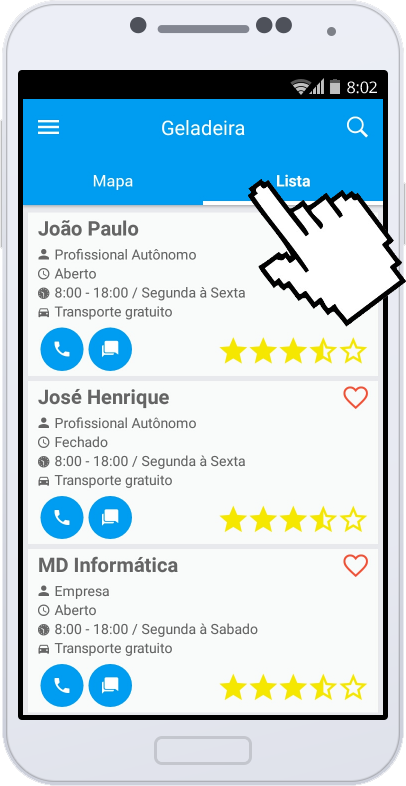 8:02
Geladeira
Mapa
Lista
João Paulo
Profissional Autônomo
Aberto
8:00 - 18:00 / Segunda à Sexta
Transporte gratuito
José Henrique
Profissional Autônomo
Fechado
8:00 - 18:00 / Segunda à Sexta
Transporte gratuito
MD Informática
Empresa
Aberto
8:00 - 18:00 / Segunda à Sabado
Transporte gratuito